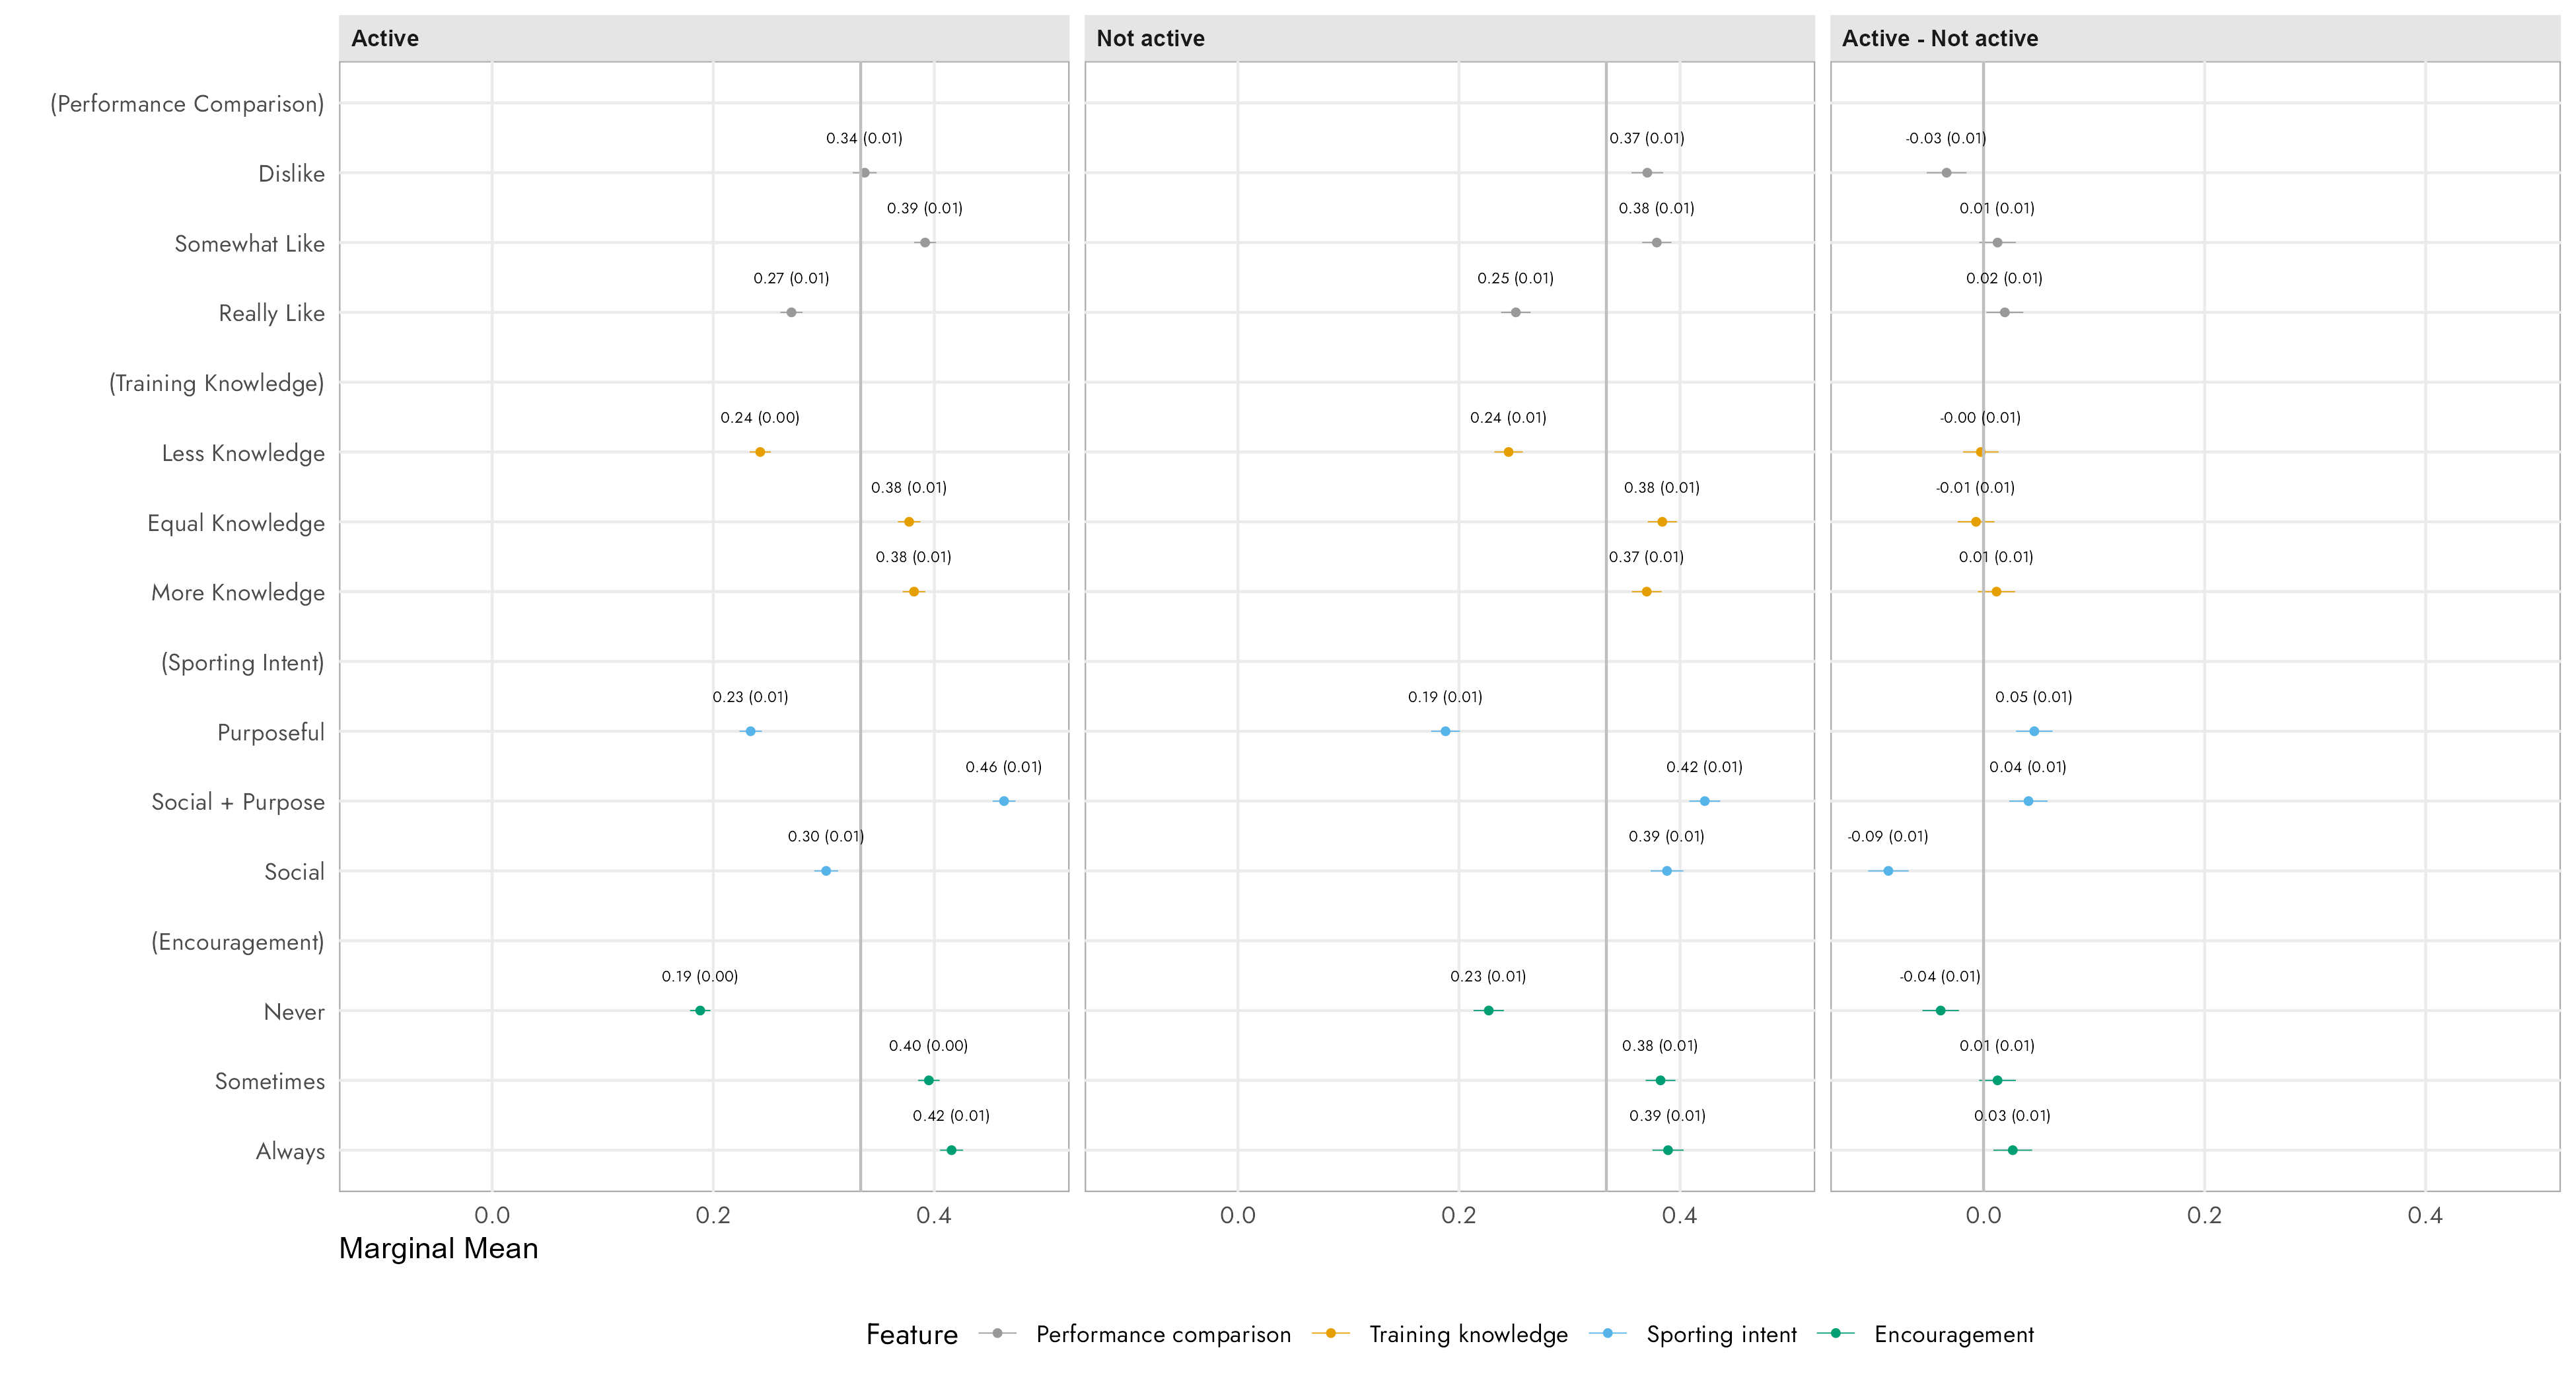 Active Not active Active - Not active
(Performance Comparison)
0.34 (0.01) 0.37 (0.01) -0.03 (0.01)
Dislike
0.39 (0.01) 0.38 (0.01) 0.01 (0.01)
Somewhat Like
0.27 (0.01) 0.25 (0.01) 0.02 (0.01)
Really Like
(Training Knowledge)
0.24 (0.00) 0.24 (0.01) -0.00 (0.01)
Less Knowledge
0.38 (0.01) 0.38 (0.01) -0.01 (0.01)
Equal Knowledge
0.38 (0.01) 0.37 (0.01) 0.01 (0.01)
More Knowledge
(Sporting Intent)
0.23 (0.01) 0.19 (0.01) 0.05 (0.01)
Purposeful
0.46 (0.01) 0.42 (0.01) 0.04 (0.01)
Social + Purpose
0.30 (0.01) 0.39 (0.01) -0.09 (0.01)
Social
(Encouragement)
0.19 (0.00) 0.23 (0.01) -0.04 (0.01)
Never
0.40 (0.00) 0.38 (0.01) 0.01 (0.01)
Sometimes
0.42 (0.01) 0.39 (0.01) 0.03 (0.01)
Always
0.0 0.2 0.4 0.0 0.2 0.4 0.0 0.2 0.4
Marginal Mean
Feature Performance comparison Training knowledge Sporting intent Encouragement